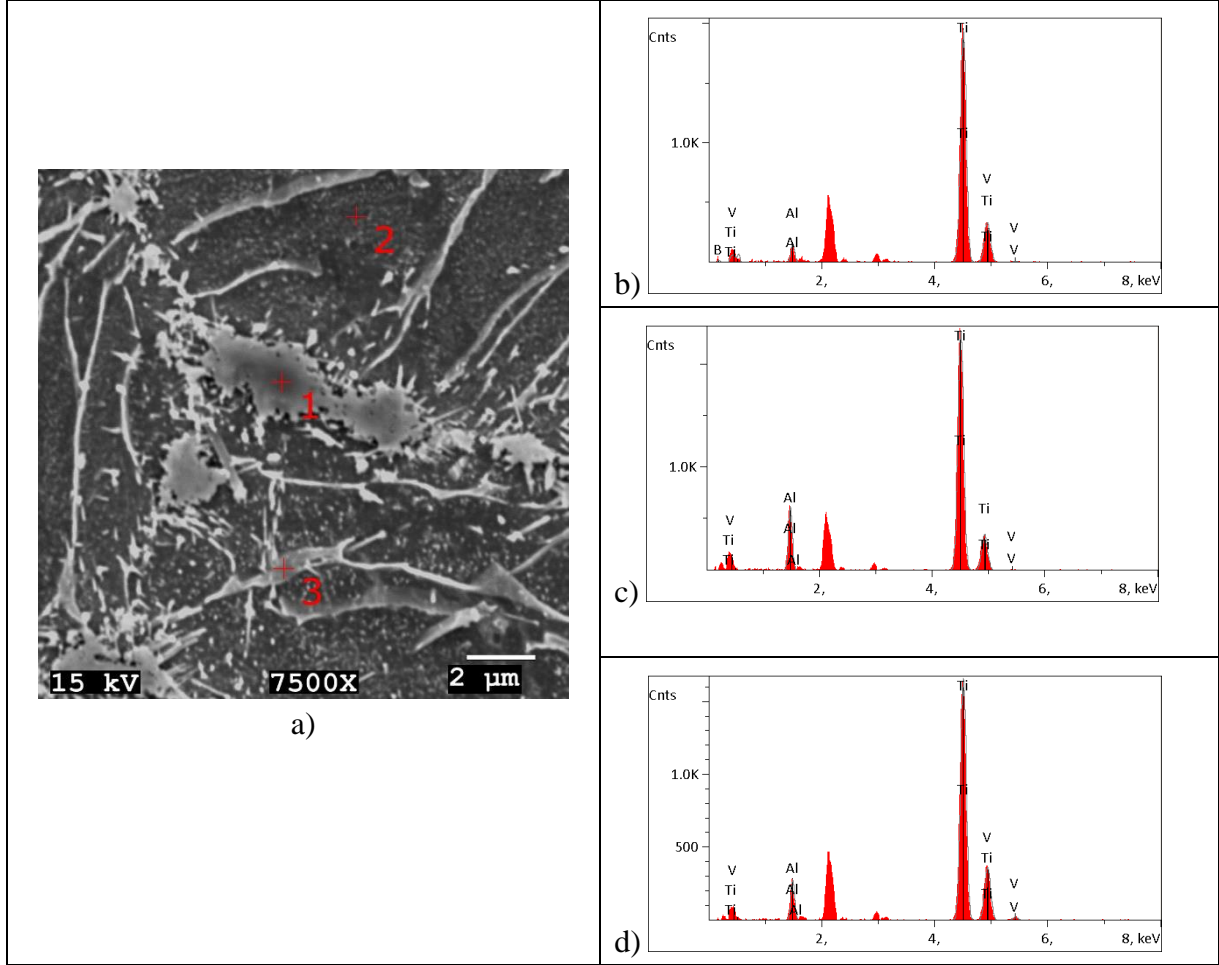 2
1
3
15 kV 7500X 2 µm
a)
Cnts
Ti
1.0K
Ti
V
V Al Ti V
Ti
B Ti Al Ti V
2, 4, 6, 8, keV
b)
Cnts
Ti
1.0K
Ti
Al Ti
V Al V
Ti
Ti Al Ti V
2, 4, 6, 8, keV
c)
Cnts
Ti
1.0K
Ti
500
V
V Al Ti V
Ti Al Ti
Ti Al V
2, 4, 6, 8, keV
d)